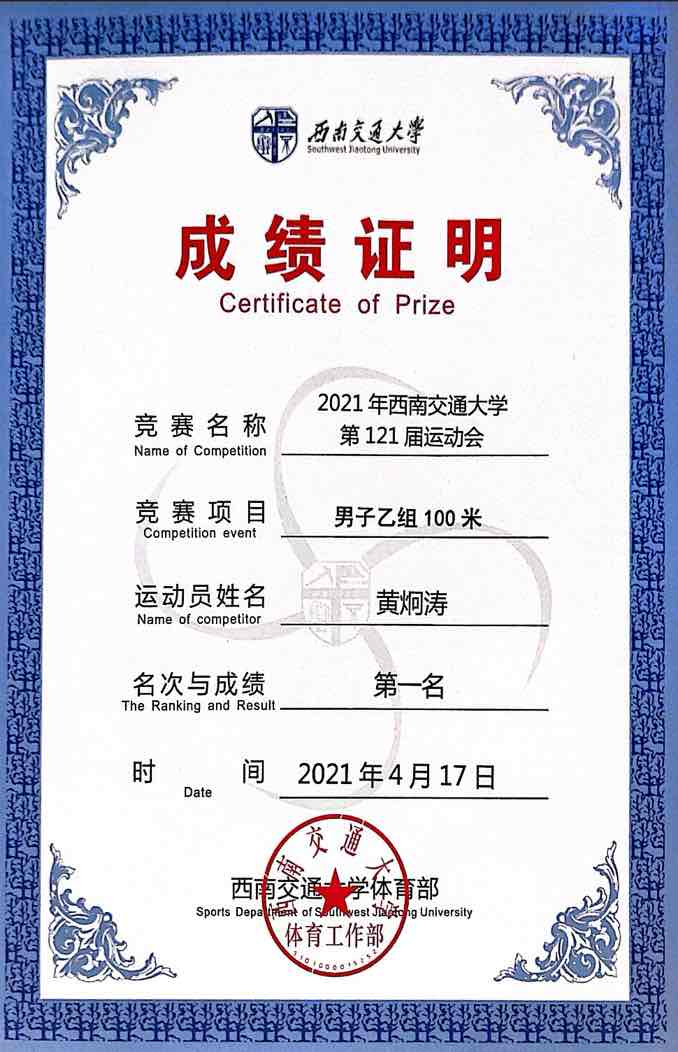 西南交通大学
Southwest Jiaotong University
成绩证明
Certificate of Prize
竞赛名称
Name of Competition
2021年西南交通大学
第121届运动会
竞赛项目
Competition event
男子乙组100米
运动员姓名
Name of competitor
黄炯涛
名次与成绩
The Ranking and Result
第一名
时间
Date
2021年4月17日
西南交通大学体育部
Sports Department of Southwest Jiaotong University
西南交通大学
体育工作部